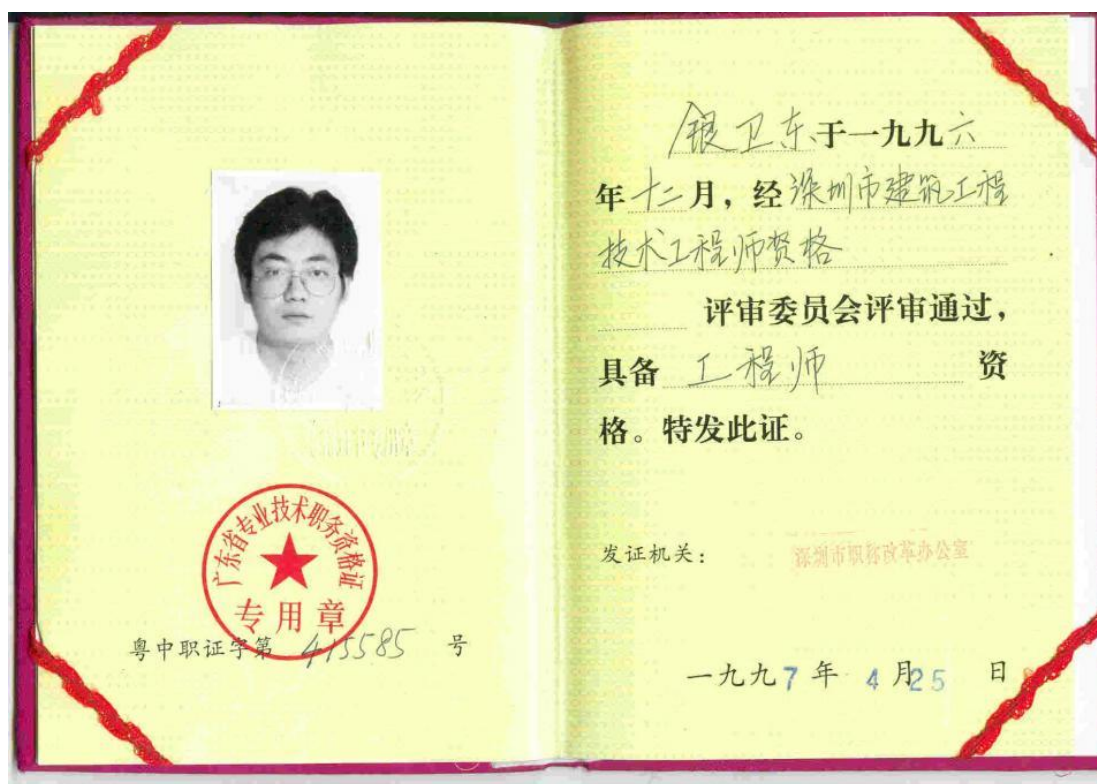 广东省专业技术职务资格证
专用章
粤中职证字第 415585 号
银卫东于一九九六
年十二月,经深圳市建筑工程
技术工程师资格
评审委员会评审通过,
具备 工程师 资
格。特发此证。
发证机关:
深圳市职称改革办公室
一九九7年 4月25 日